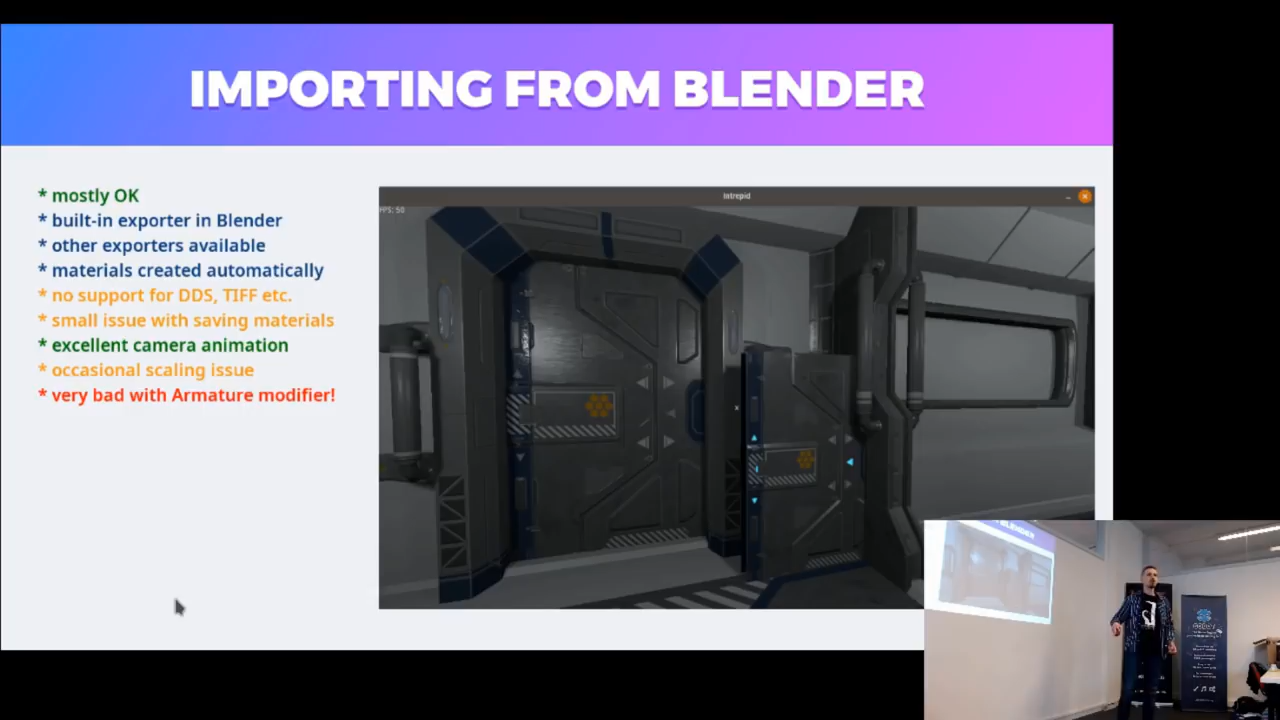 IMPORTING FROM BLENDER
* mostly OK
* built-in exporter in Blender
* other exporters available
* materials created automatically
* no support for DDS, TIFF etc.
* small issue with saving materials
* excellent camera animation
* occasional scaling issue
* very bad with Armature modifier!
Intrepid
FPS: 50